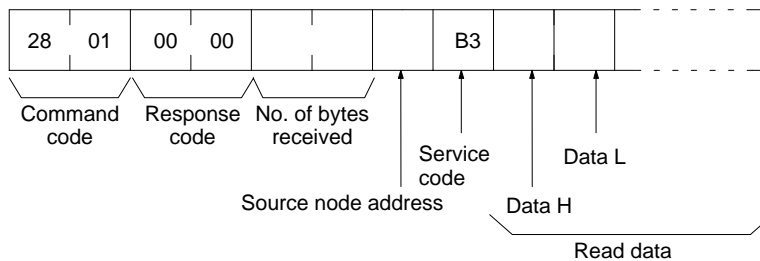 28 01 00 00 B3
Command code
Response code
No. of bytes received
Service code
Data L
Source node address
Data H
Read data